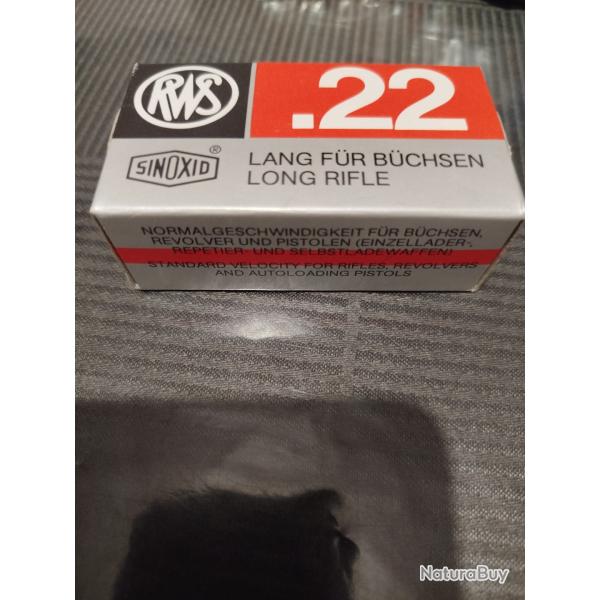 RWS
.22
SINOXID ®
LANG FÜR BÜCHSEN
LONG RIFLE
NORMALGESCHWINDIGKEIT FÜR BÜCHSEN,
REVOLVER UND PISTOLEN (EINZELLADER-,
REPETIER- UND SELBSTLADEWAFFEN)
STANDARD VELOCITY FOR RIFLES, REVOLVERS
AND AUTOLOADING PISTOLS
NaturaBuy